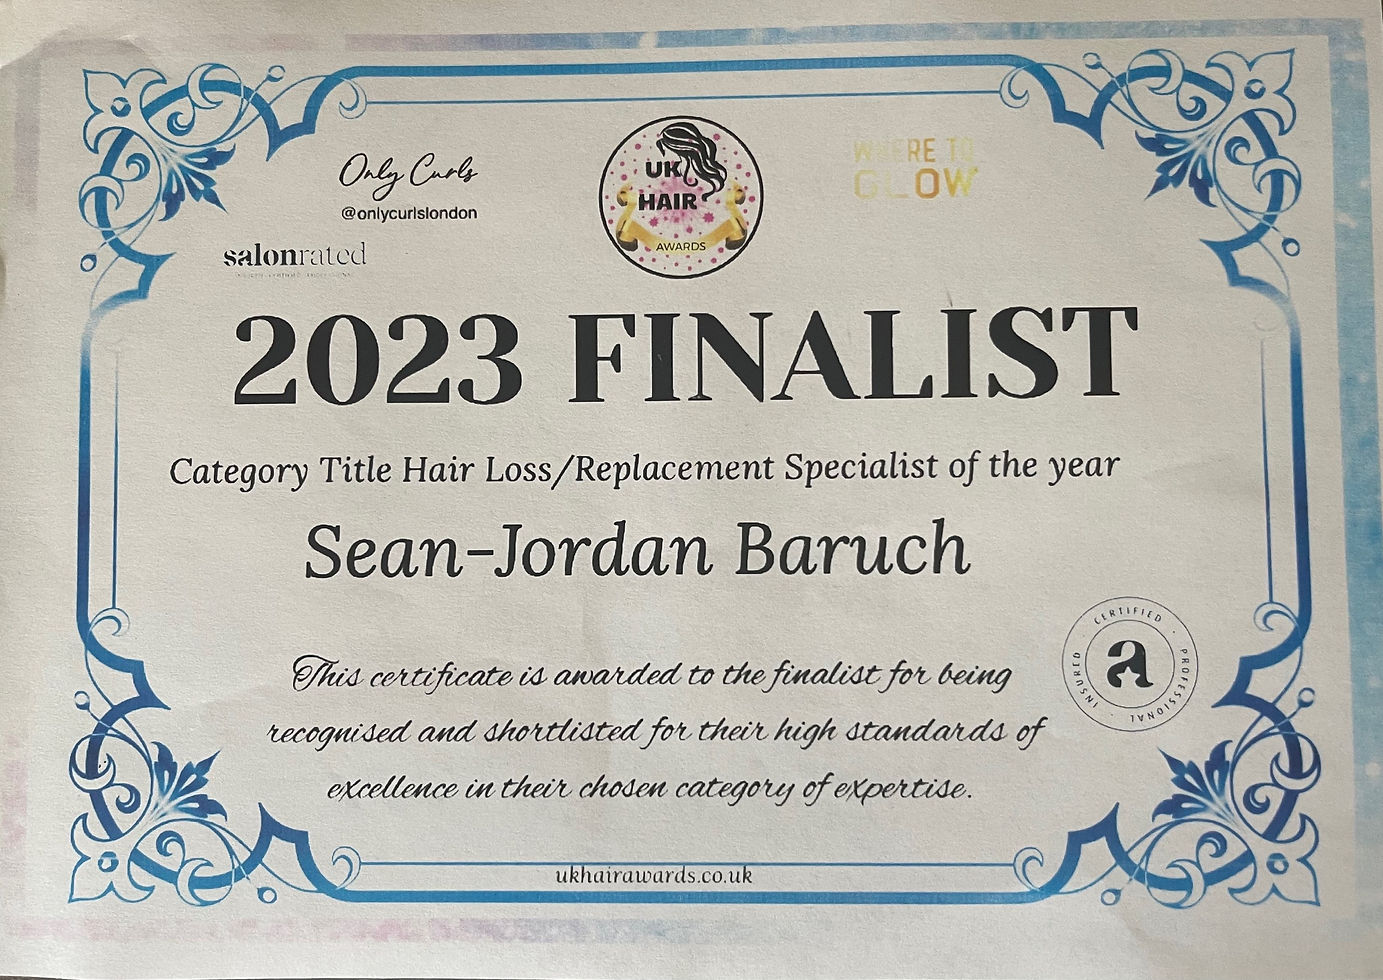 Only Curls
@onlycurlslondon
salonrated
UK
HAIR
AWARDS
WHERE TO
GLOW
2023 FINALIST
Category Title Hair Loss/Replacement Specialist of the year
Sean-Jordan Baruch
CERTIFIED · PROFESSIONAL · INSURED ·
a
This certificate is awarded to the finalist for being
recognised and shortlisted for their high standards of
excellence in their chosen category of expertise.
ukhairawards.co.uk